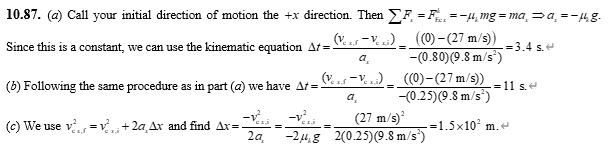 10.87. (a) Call your initial direction of motion the +x direction. Then ∑F_x = F^k_{Ec x} = −μ_k mg = ma_x ⇒ a_x = −μ_k g.
Since this is a constant, we can use the kinematic equation Δt = (v_{c x,f} − v_{c x,i}) / a_x = ((0) − (27 m/s)) / (−(0.80)(9.8 m/s²)) = 3.4 s.↵
(b) Following the same procedure as in part (a) we have Δt = (v_{c x,f} − v_{c x,i}) / a_x = ((0) − (27 m/s)) / (−(0.25)(9.8 m/s²)) = 11 s.↵
(c) We use v²_{c x,f} = v²_{c x,i} + 2a_x Δx and find Δx = −v²_{c x,i} / 2a_x = −v²_{c x,i} / −2μ_k g = (27 m/s)² / 2(0.25)(9.8 m/s²) = 1.5×10² m.↵